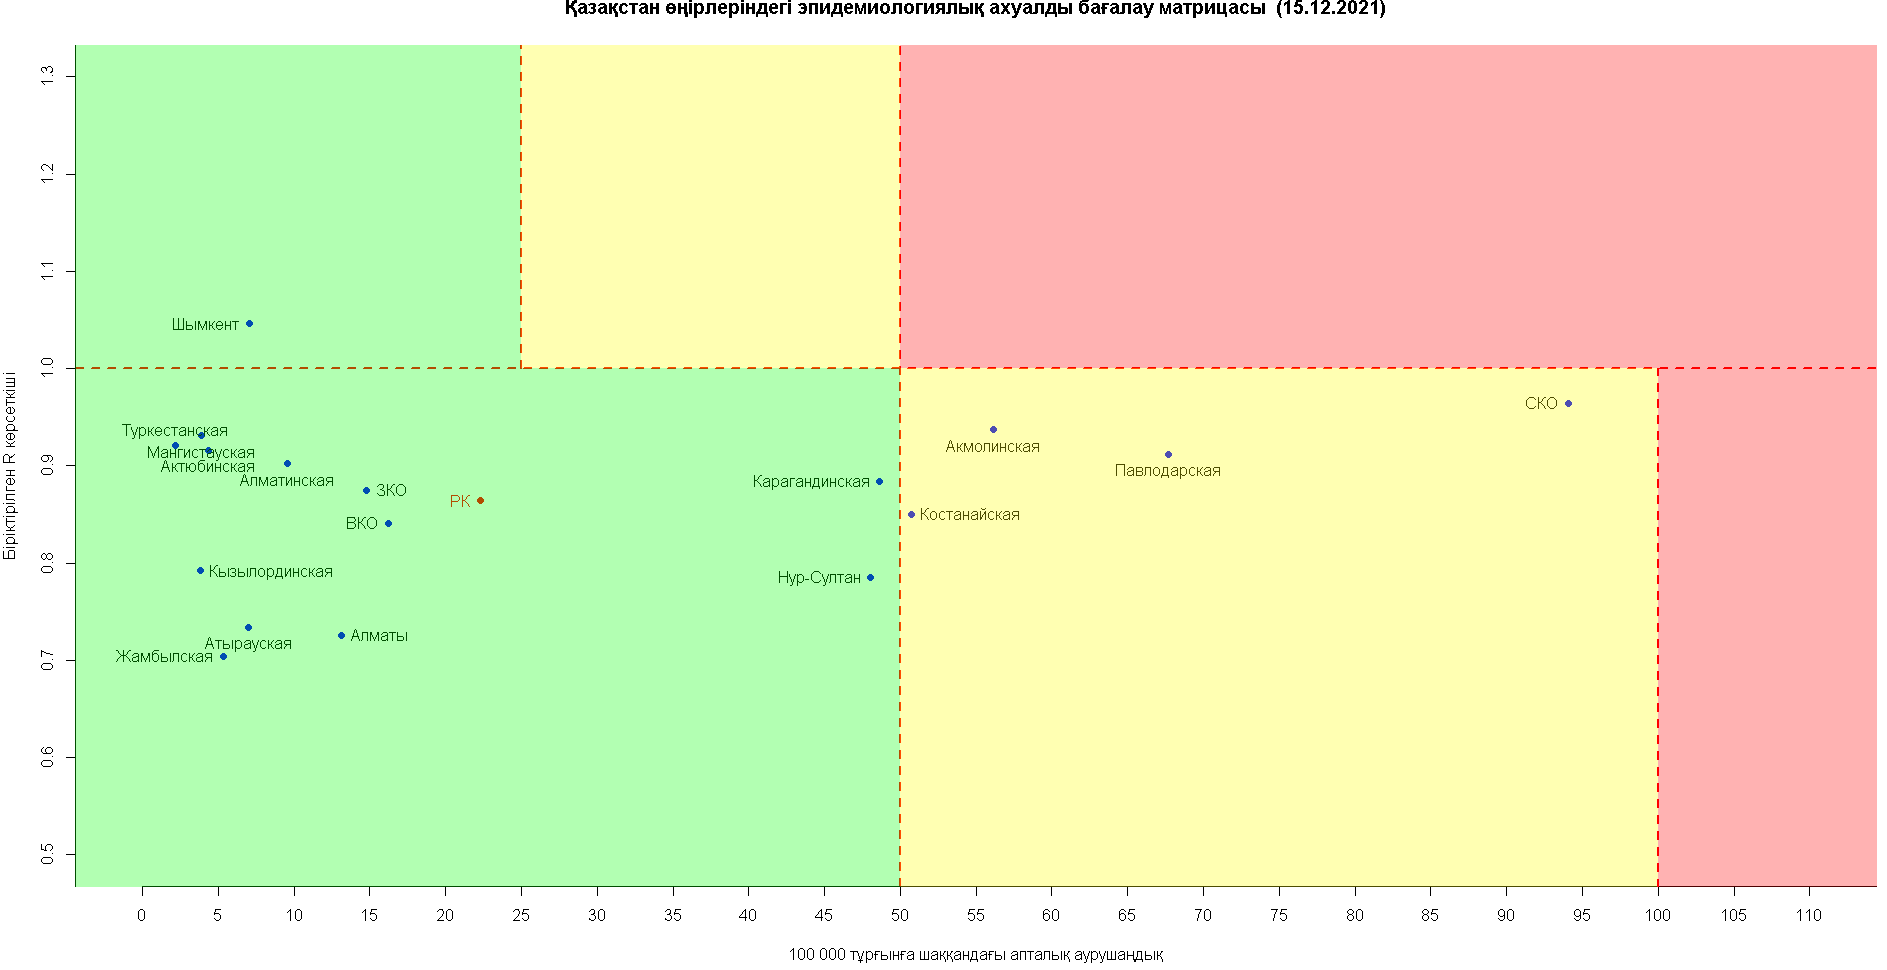 Қазақстан өңірлеріндегі эпидемиологиялық ахуалды бағалау матрицасы (15.12.2021)
Біріктірілген R көрсеткіші
1.3
1.2
1.1
1.0
0.9
0.8
0.7
0.6
0.5
Шымкент
СКО
Туркестанская
Акмолинская
Мангистауская
Актюбинская
Павлодарская
Алматинская
Карагандинская
ЗКО
РК
Костанайская
ВКО
Кызылординская
Нур-Султан
Алматы
Атырауская
Жамбылская
0 5 10 15 20 25 30 35 40 45 50 55 60 65 70 75 80 85 90 95 100 105 110
100 000 тұрғынға шаққандағы апталық аурушаңдық